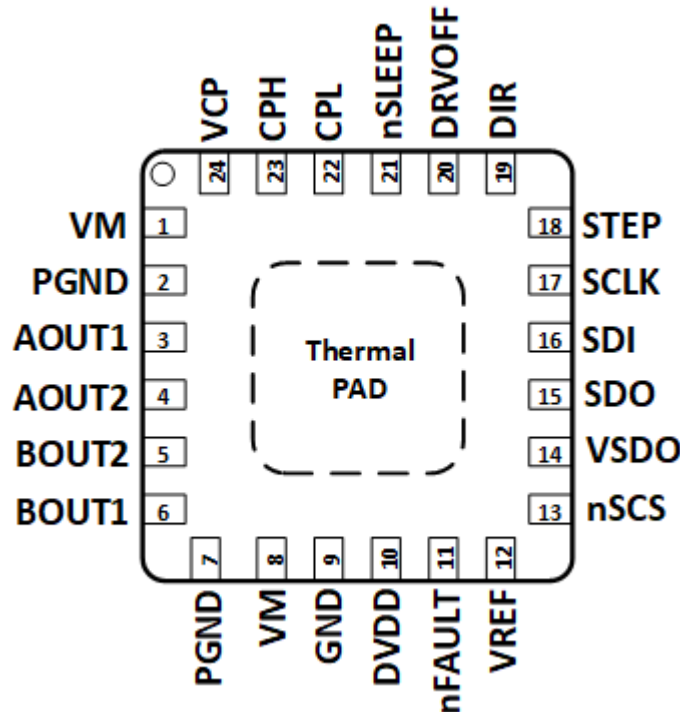 VCP
CPH
CPL
nSLEEP
DRVOFF
DIR
24
23
22
21
20
19
VM 1
PGND 2
AOUT1 3
AOUT2 4
BOUT2 5
BOUT1 6
Thermal
PAD
18 STEP
17 SCLK
16 SDI
15 SDO
14 VSDO
13 nSCS
7
8
9
10
11
12
PGND
VM
GND
DVDD
nFAULT
VREF